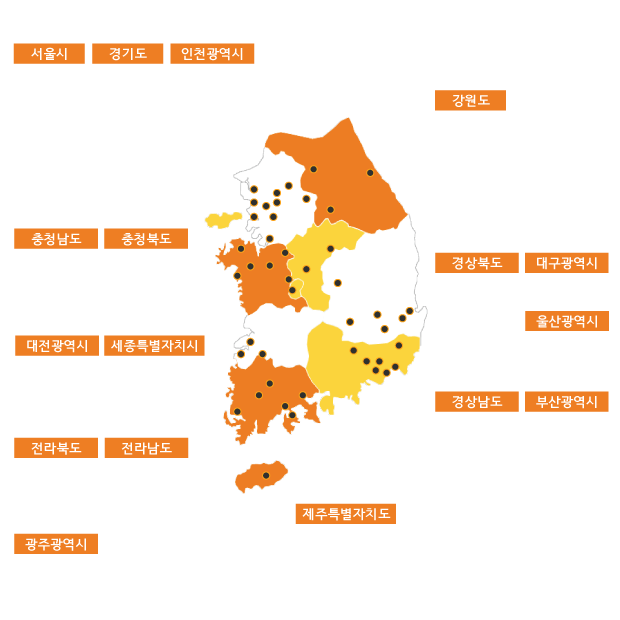 서울시 경기도 인천광역시
강원도
충청남도 충청북도
경상북도 대구광역시
울산광역시
대전광역시 세종특별자치시
경상남도 부산광역시
전라북도 전라남도
제주특별자치도
광주광역시